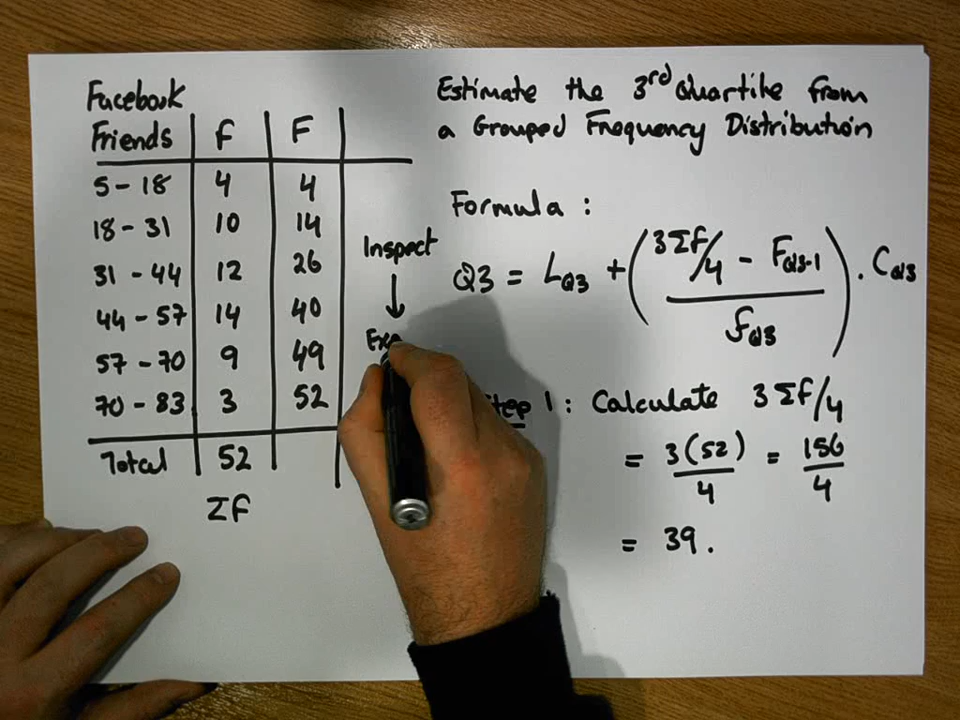 Facebook
Friends f F
5-18 4 4
18-31 10 14
31-44 12 26
44-57 14 40
57-70 9 49
70-83 3 52
Total 52
Σf
Inspect
↓
Estimate the 3rd Quartile from
a Grouped Frequency Distribution
Formula :
Q3 = LQ3 + (3Σf/4 - FQ3-1 / fQ3) . CQ3
1: Calculate 3Σf/4
= 3(52)/4 = 156/4
= 39.